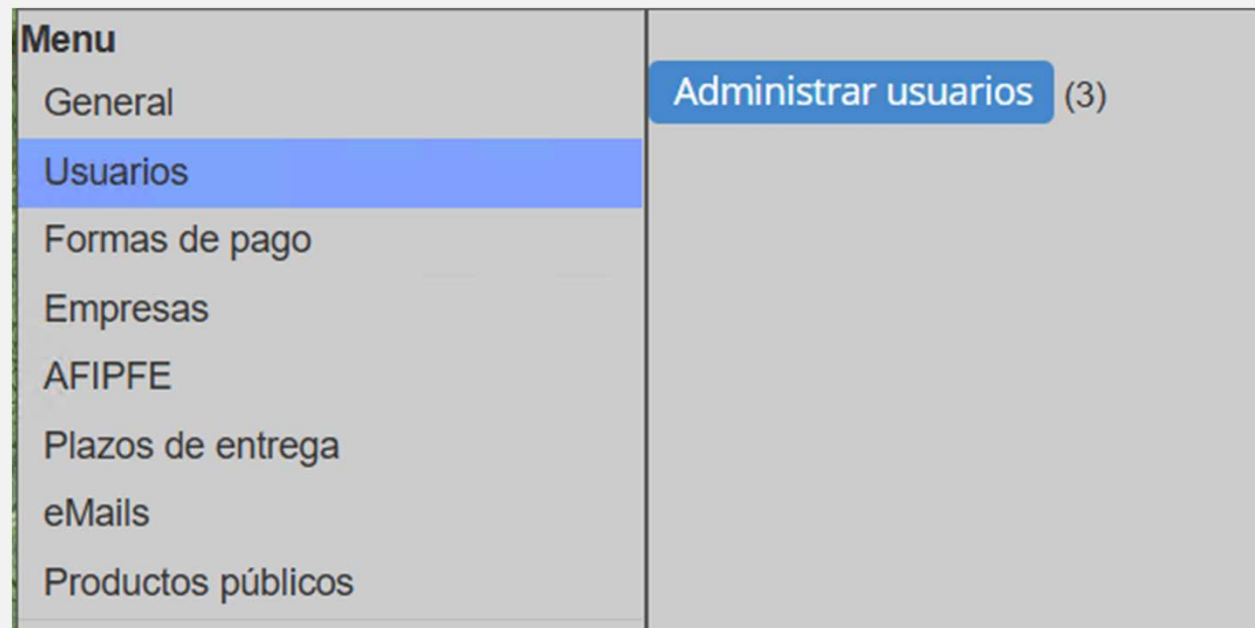 Menu
General
Usuarios
Formas de pago
Empresas
AFIPFE
Plazos de entrega
eMails
Productos públicos
Administrar usuarios (3)